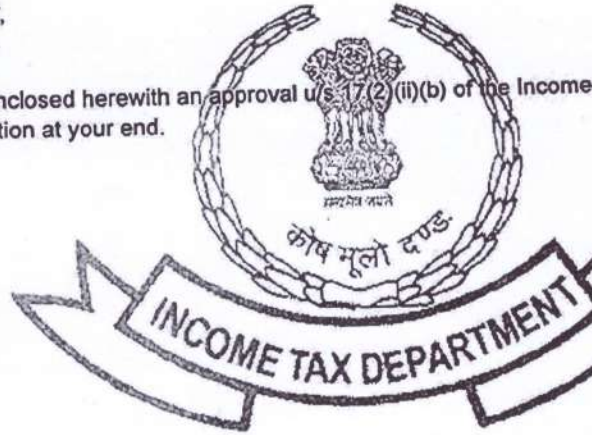 nclosed herewith an approval u/s 17(2)(ii)(b) of the Income
tion at your end.
सत्यमेव जयते
कोष मूलो दण्ड:
INCOME TAX DEPARTMENT